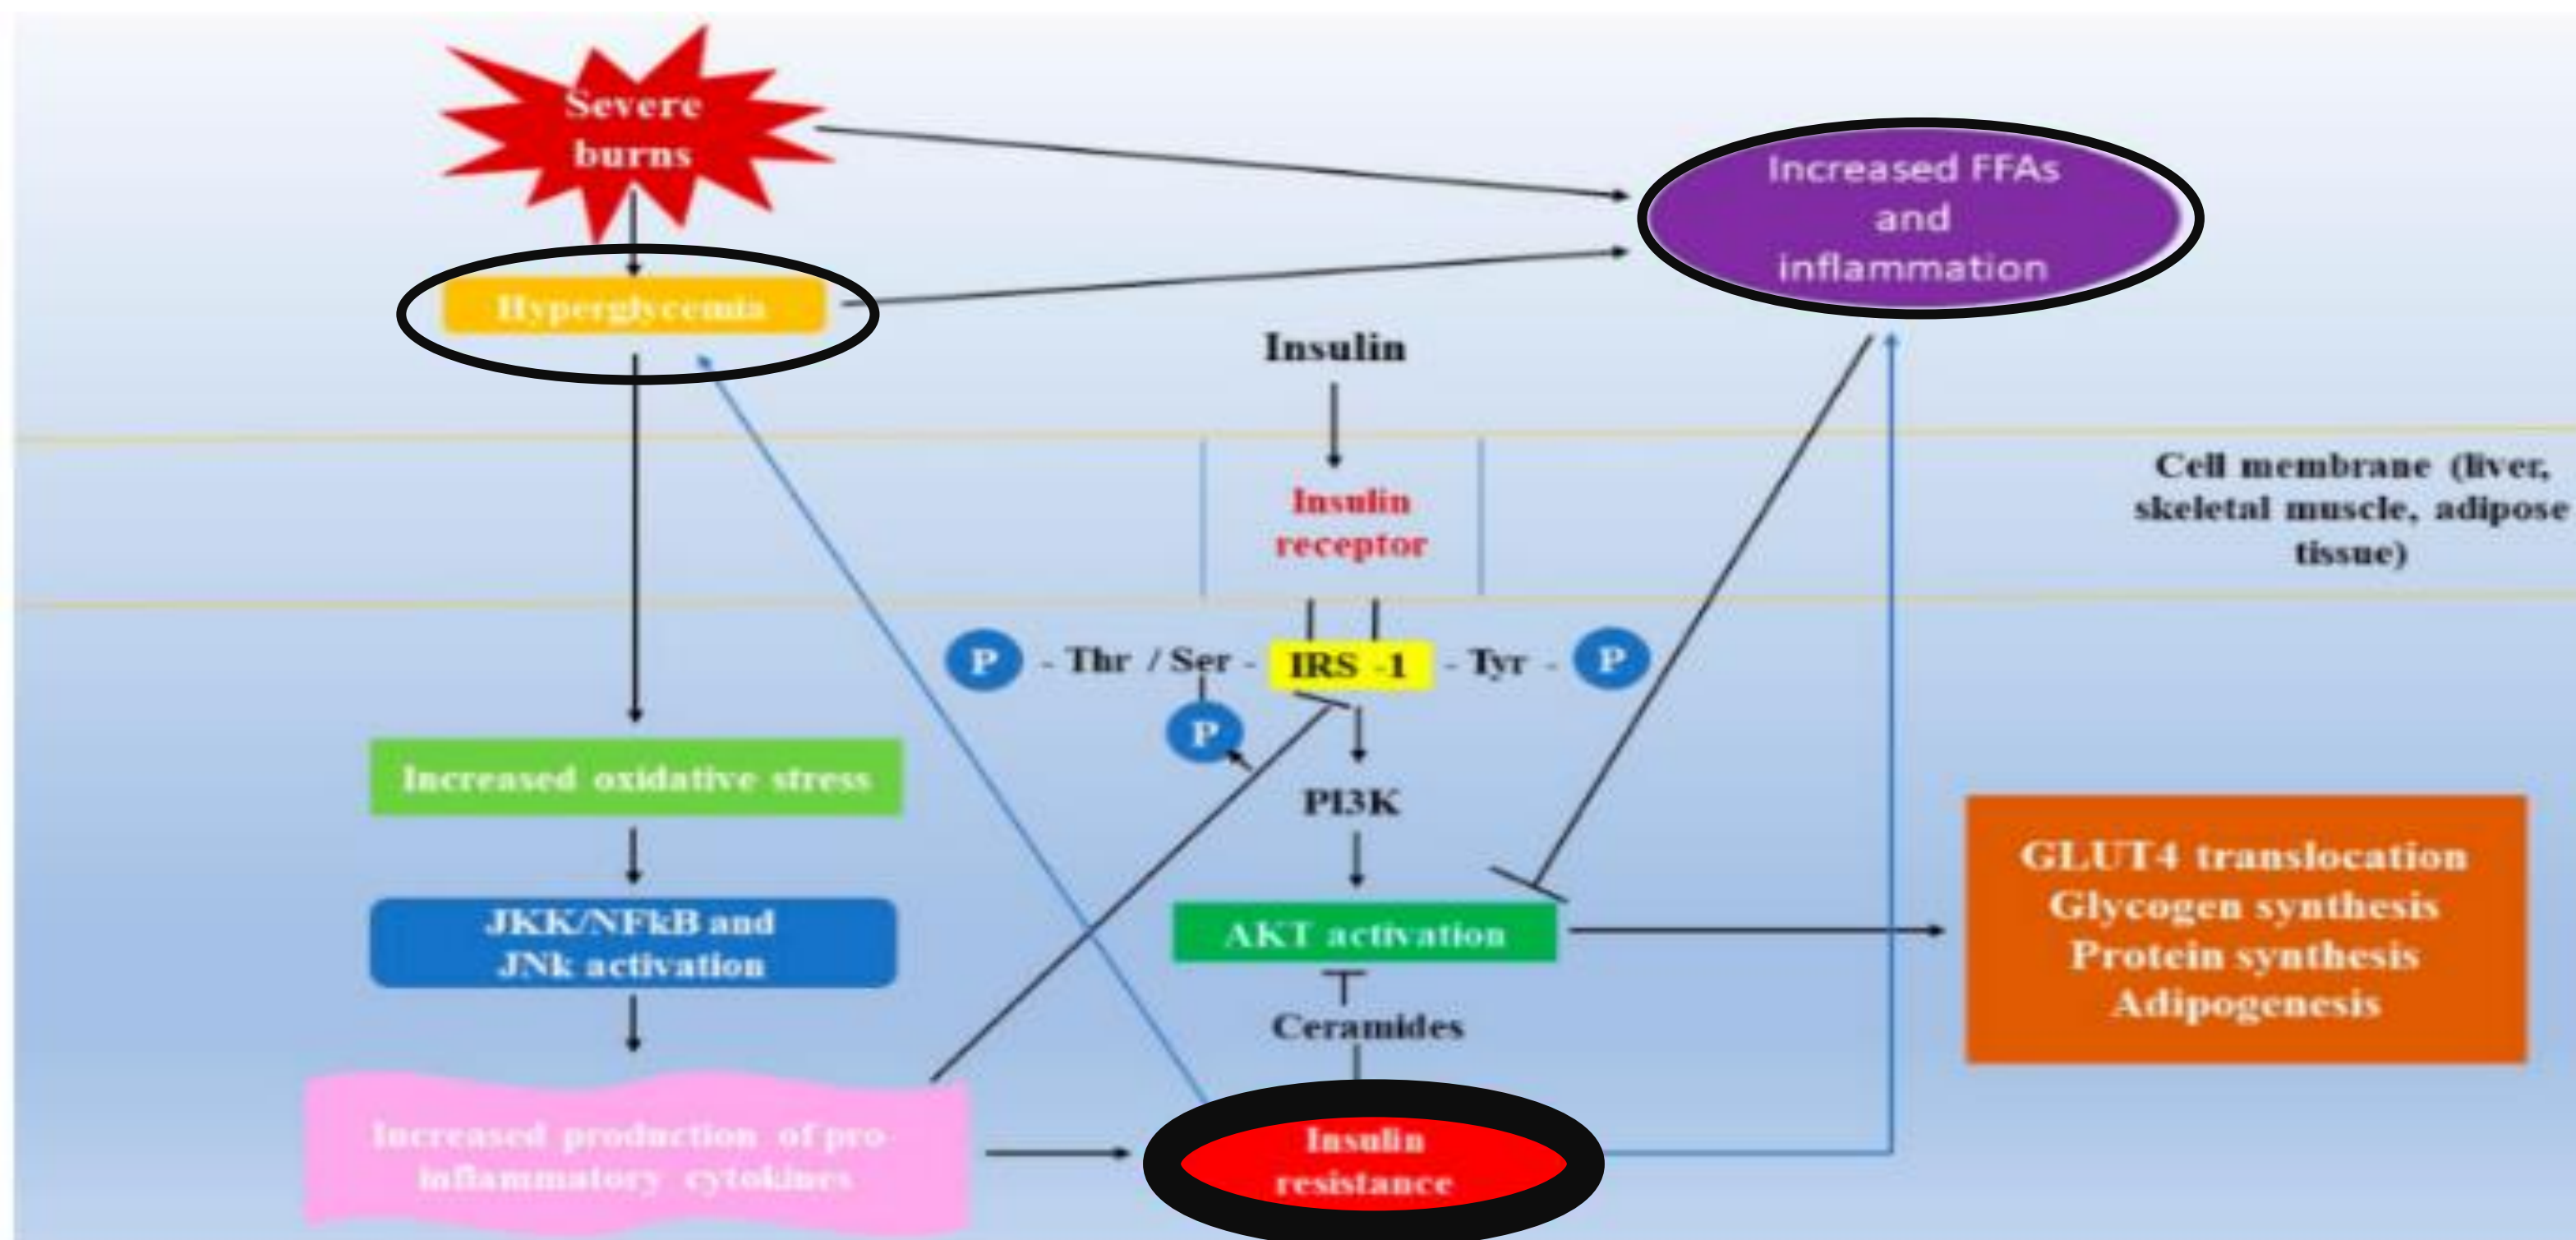 Severe
burns
Increased FFAs
and
inflammation
Hyperglycemia
Insulin
Insulin
receptor
Cell membrane (liver,
skeletal muscle, adipose
tissue)
P - Thr / Ser - IRS -1 - Tyr - P
P
PI3K
Increased oxidative stress
GLUT4 translocation
Glycogen synthesis
Protein synthesis
Adipogenesis
JKK/NFkB and
JNk activation
AKT activation
Ceramides
Increased production of pro-
inflammatory cytokines
Insulin
resistance